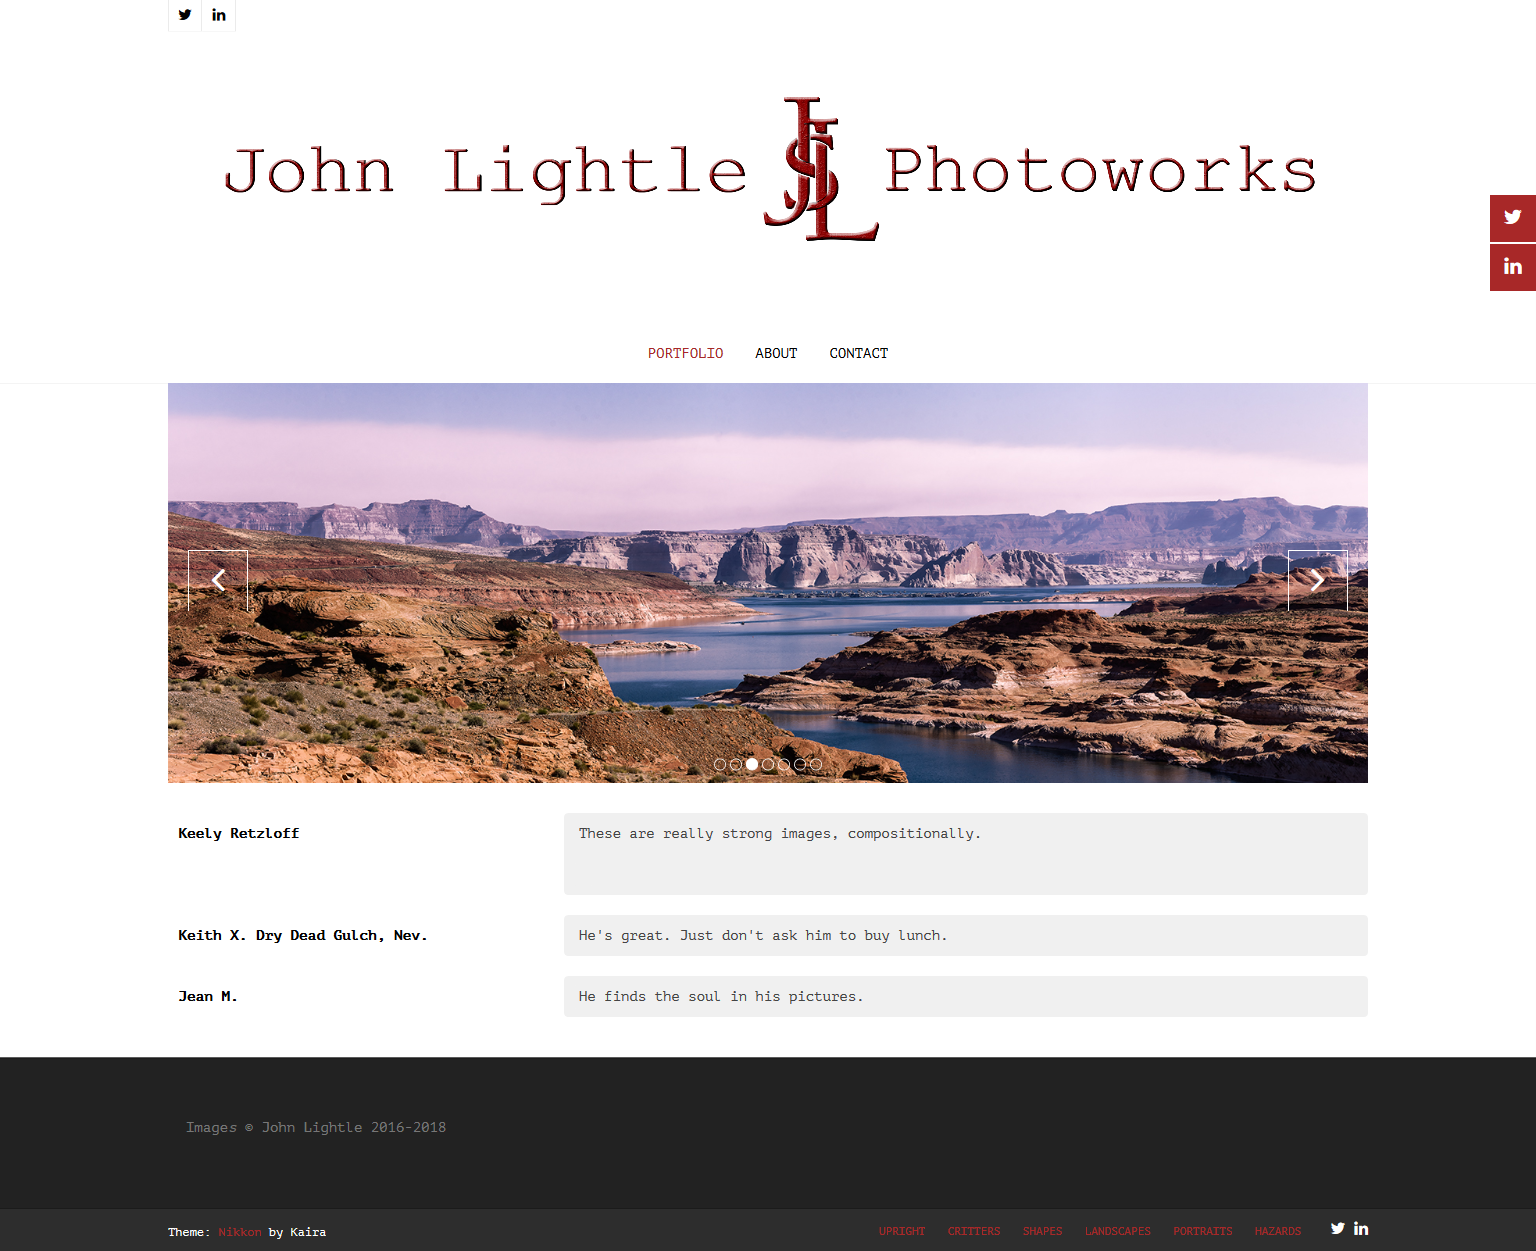 John Lightle JSL Photoworks
PORTFOLIO ABOUT CONTACT
Keely Retzloff
These are really strong images, compositionally.
Keith X. Dry Dead Gulch, Nev.
He's great. Just don't ask him to buy lunch.
Jean M.
He finds the soul in his pictures.
Images © John Lightle 2016-2018
Theme: Nikkon by Kaira
UPRIGHT CRITTERS SHAPES LANDSCAPES PORTRAITS HAZARDS